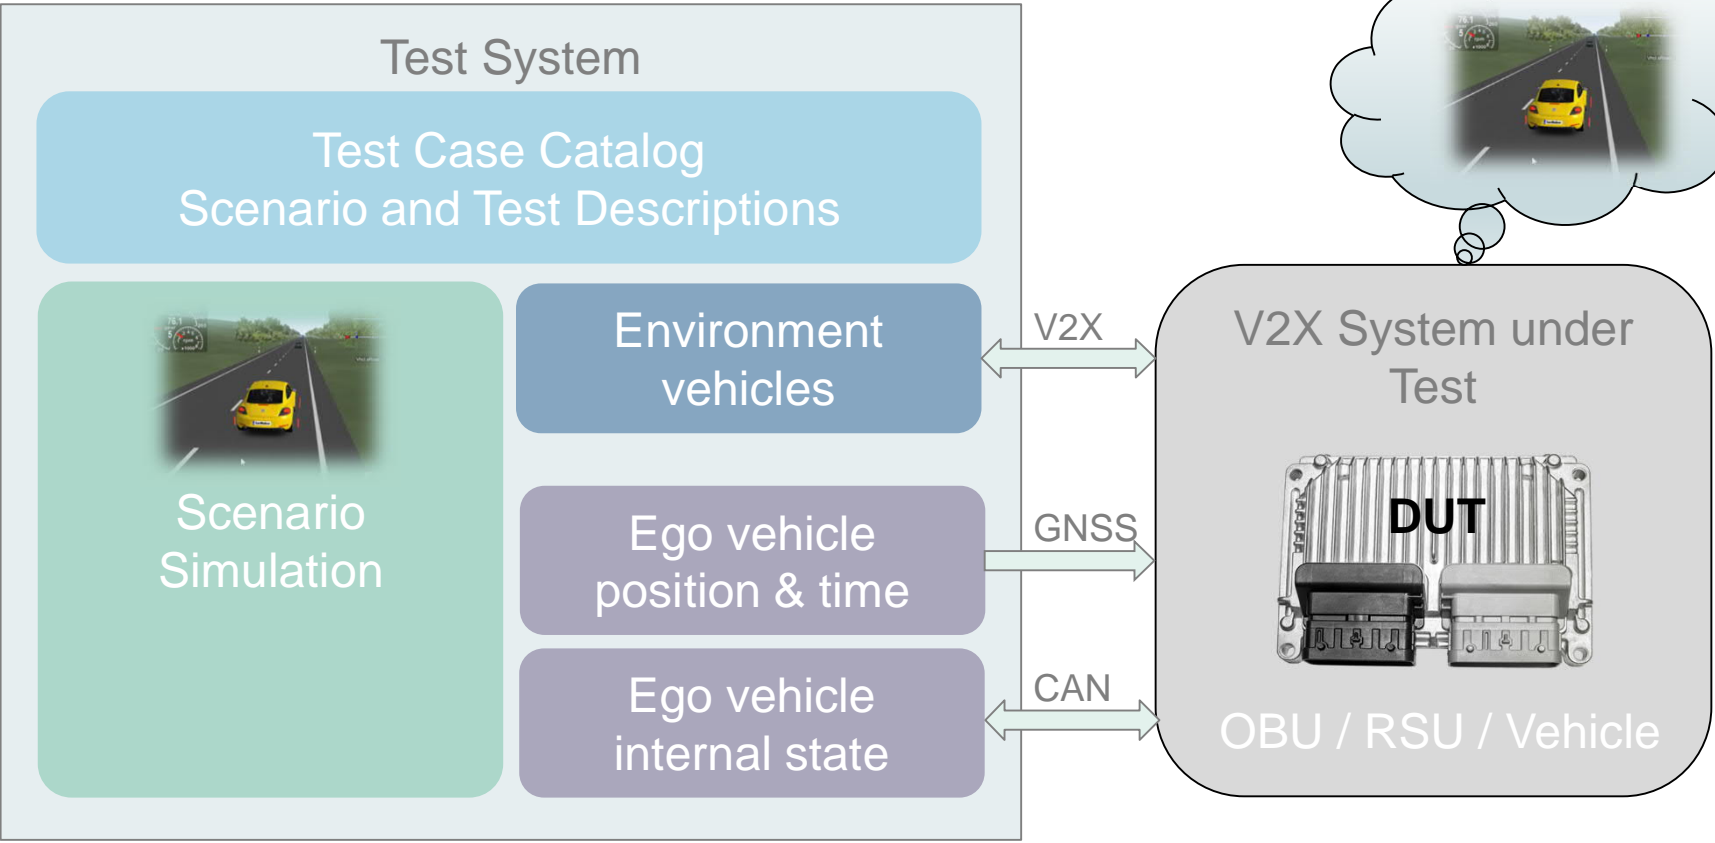 Test System
Test Case Catalog
Scenario and Test Descriptions
Scenario
Simulation
Environment
vehicles
Ego vehicle
position & time
Ego vehicle
internal state
V2X
GNSS
CAN
V2X System under
Test
DUT
OBU / RSU / Vehicle